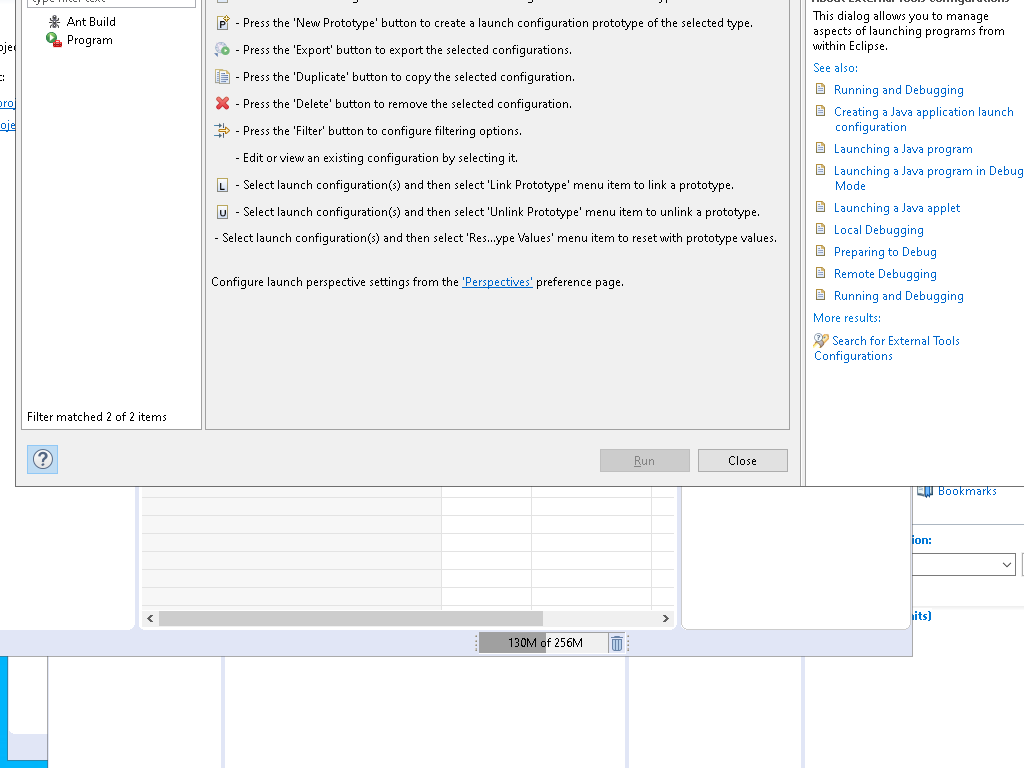 Ant Build
Program
Filter matched 2 of 2 items
- Press the 'New Prototype' button to create a launch configuration prototype of the selected type.
- Press the 'Export' button to export the selected configurations.
- Press the 'Duplicate' button to copy the selected configuration.
- Press the 'Delete' button to remove the selected configuration.
- Press the 'Filter' button to configure filtering options.
- Edit or view an existing configuration by selecting it.
L - Select launch configuration(s) and then select 'Link Prototype' menu item to link a prototype.
U - Select launch configuration(s) and then select 'Unlink Prototype' menu item to unlink a prototype.
- Select launch configuration(s) and then select 'Res...ype Values' menu item to reset with prototype values.
Configure launch perspective settings from the 'Perspectives' preference page.
Run
Close
About External Tools Configurations
This dialog allows you to manage
aspects of launching programs from
within Eclipse.
See also:
Running and Debugging
Creating a Java application launch
configuration
Launching a Java program
Launching a Java program in Debug
Mode
Launching a Java applet
Local Debugging
Preparing to Debug
Remote Debugging
Running and Debugging
More results:
Search for External Tools
Configurations
Bookmarks
ion:
nits)
130M of 256M